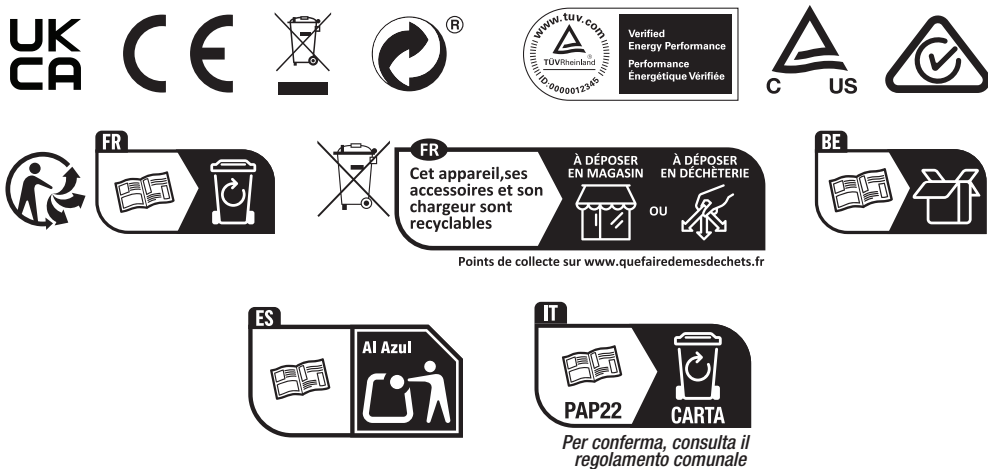 UK
CA
CE
®
www.tuv.com
TÜVRheinland®
ID:0000012345
Verified
Energy Performance
Performance
Énergétique Vérifiée
C US
FR
FR
Cet appareil,ses
accessoires et son
chargeur sont
recyclables
À DÉPOSER
EN MAGASIN
OU
À DÉPOSER
EN DÉCHÈTERIE
Points de collecte sur www.quefairedemesdechets.fr
BE
ES
Al Azul
IT
PAP22
CARTA
Per conferma, consulta il
regolamento comunale